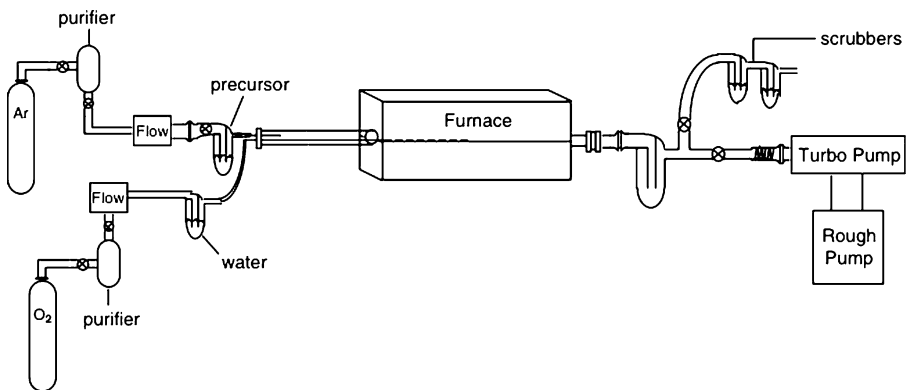 purifier
scrubbers
precursor
Ar
Flow
Furnace
Turbo Pump
Flow
water
Rough
Pump
O₂
purifier